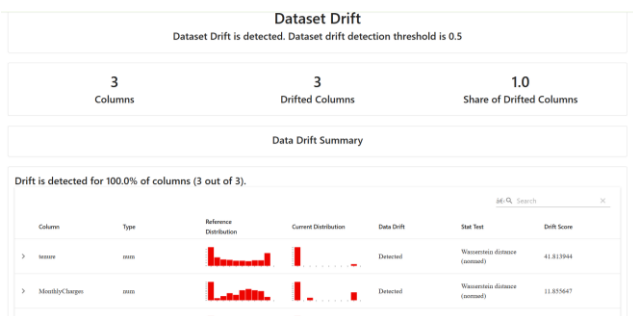 Dataset Drift
Dataset Drift is detected. Dataset drift detection threshold is 0.5
3
Columns
3
Drifted Columns
1.0
Share of Drifted Columns
Data Drift Summary
Drift is detected for 100.0% of columns (3 out of 3).
Search
Column Type Reference Distribution Current Distribution Data Drift Stat Test Drift Score
tenure num Detected Wasserstein distance (normed) 41.813944
MonthlyCharges num Detected Wasserstein distance (normed) 11.855647